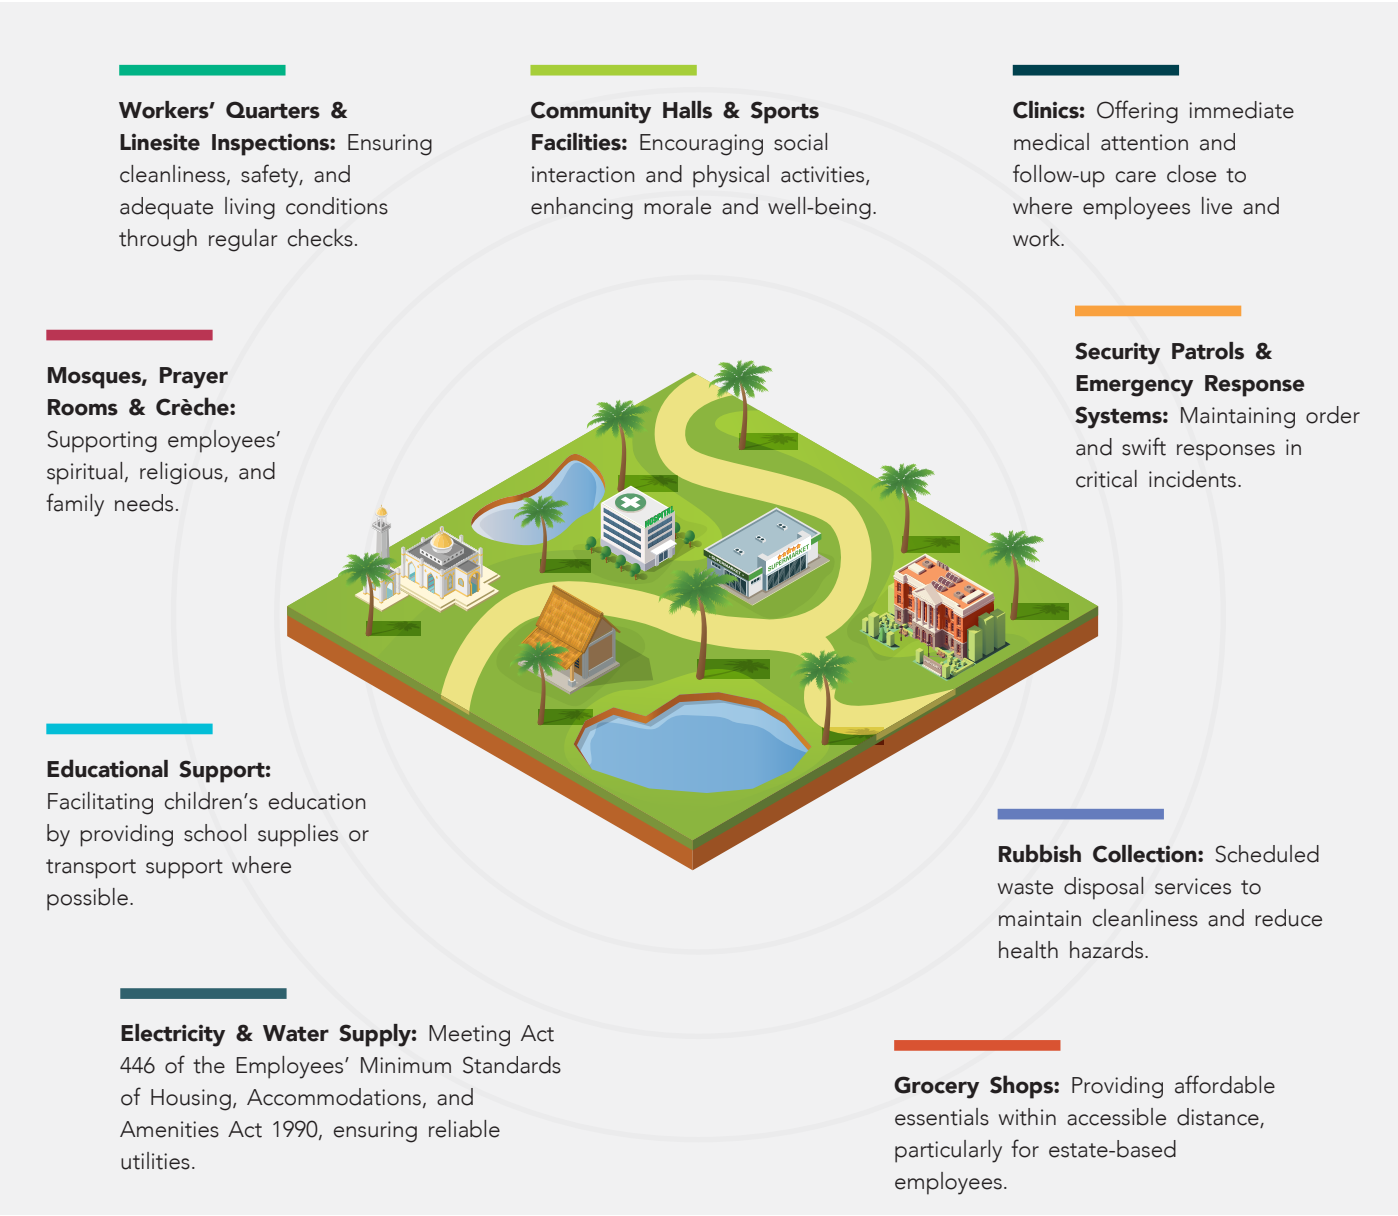 Workers’ Quarters &
Linesite Inspections: Ensuring
cleanliness, safety, and
adequate living conditions
through regular checks.
Community Halls & Sports
Facilities: Encouraging social
interaction and physical activities,
enhancing morale and well-being.
Clinics: Offering immediate
medical attention and
follow-up care close to
where employees live and
work.
Mosques, Prayer
Rooms & Crèche:
Supporting employees’
spiritual, religious, and
family needs.
Security Patrols &
Emergency Response
Systems: Maintaining order
and swift responses in
critical incidents.
HOSPITAL
SUPERMARKET
SUPERMARKET
Educational Support:
Facilitating children’s education
by providing school supplies or
transport support where
possible.
Rubbish Collection: Scheduled
waste disposal services to
maintain cleanliness and reduce
health hazards.
Electricity & Water Supply: Meeting Act
446 of the Employees’ Minimum Standards
of Housing, Accommodations, and
Amenities Act 1990, ensuring reliable
utilities.
Grocery Shops: Providing affordable
essentials within accessible distance,
particularly for estate-based
employees.